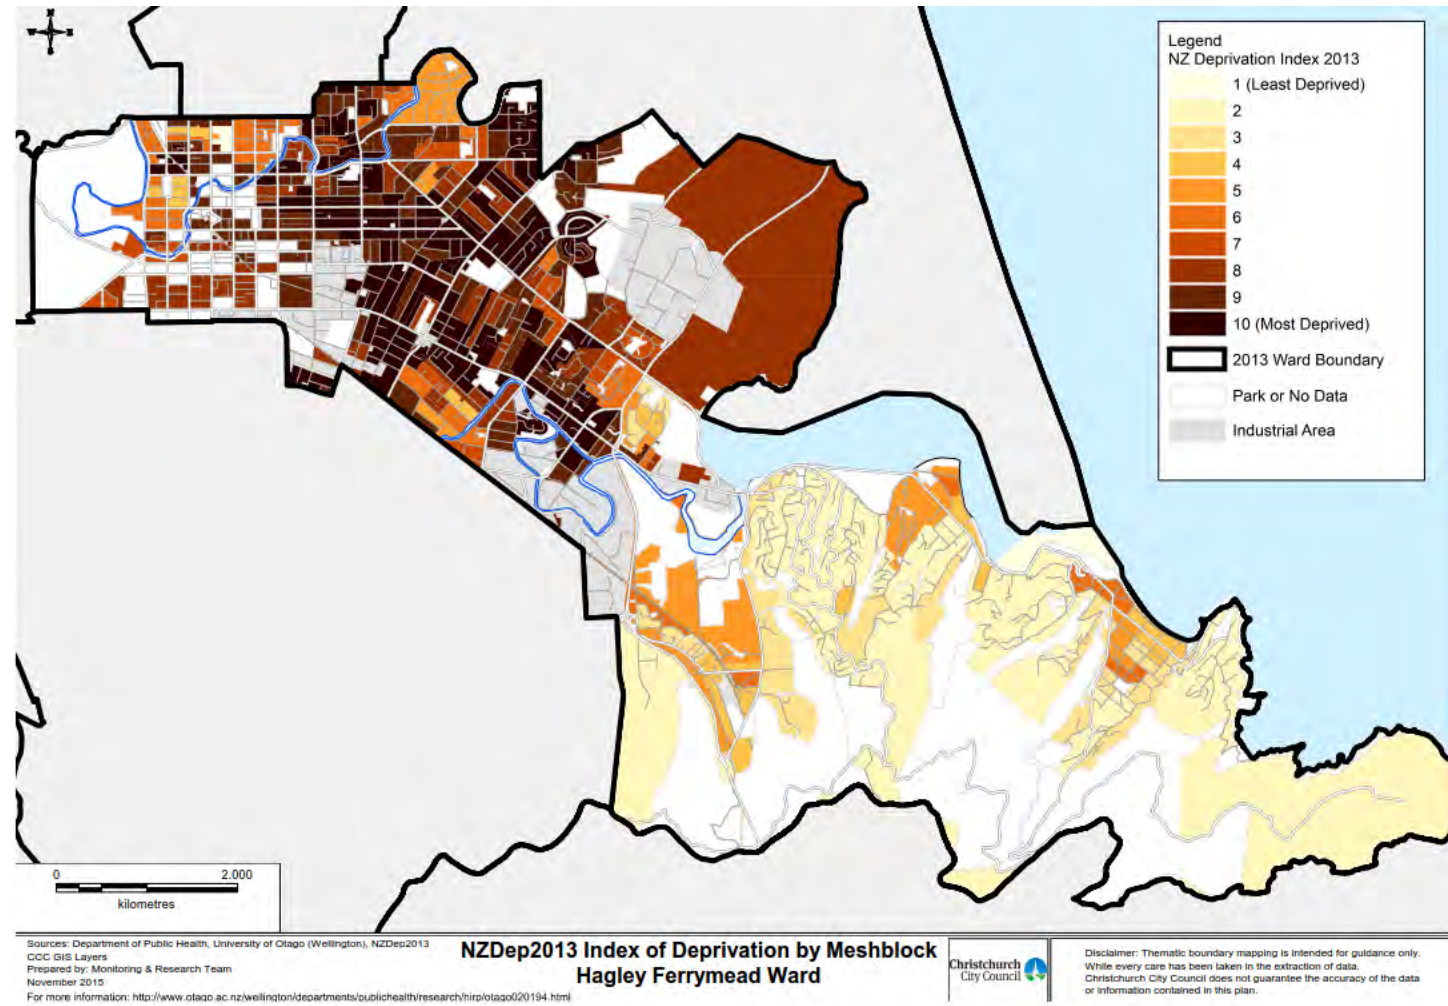 N
W
E
S
Legend
NZ Deprivation Index 2013
1 (Least Deprived)
2
3
4
5
6
7
8
9
10 (Most Deprived)
2013 Ward Boundary
Park or No Data
Industrial Area
0 2.000
kilometres
Sources: Department of Public Health, University of Otago (Wellington), NZDep2013
CCC GIS Layers
Prepared by: Monitoring & Research Team
November 2015
For more information: http://www.otago.ac.nz/wellington/departments/publichealth/research/hirp/otago020194.html
NZDep2013 Index of Deprivation by Meshblock
Hagley Ferrymead Ward
Christchurch
City Council
Disclaimer: Thematic boundary mapping is intended for guidance only.
While every care has been taken in the extraction of data,
Christchurch City Council does not guarantee the accuracy of the data
or information contained in this plan.